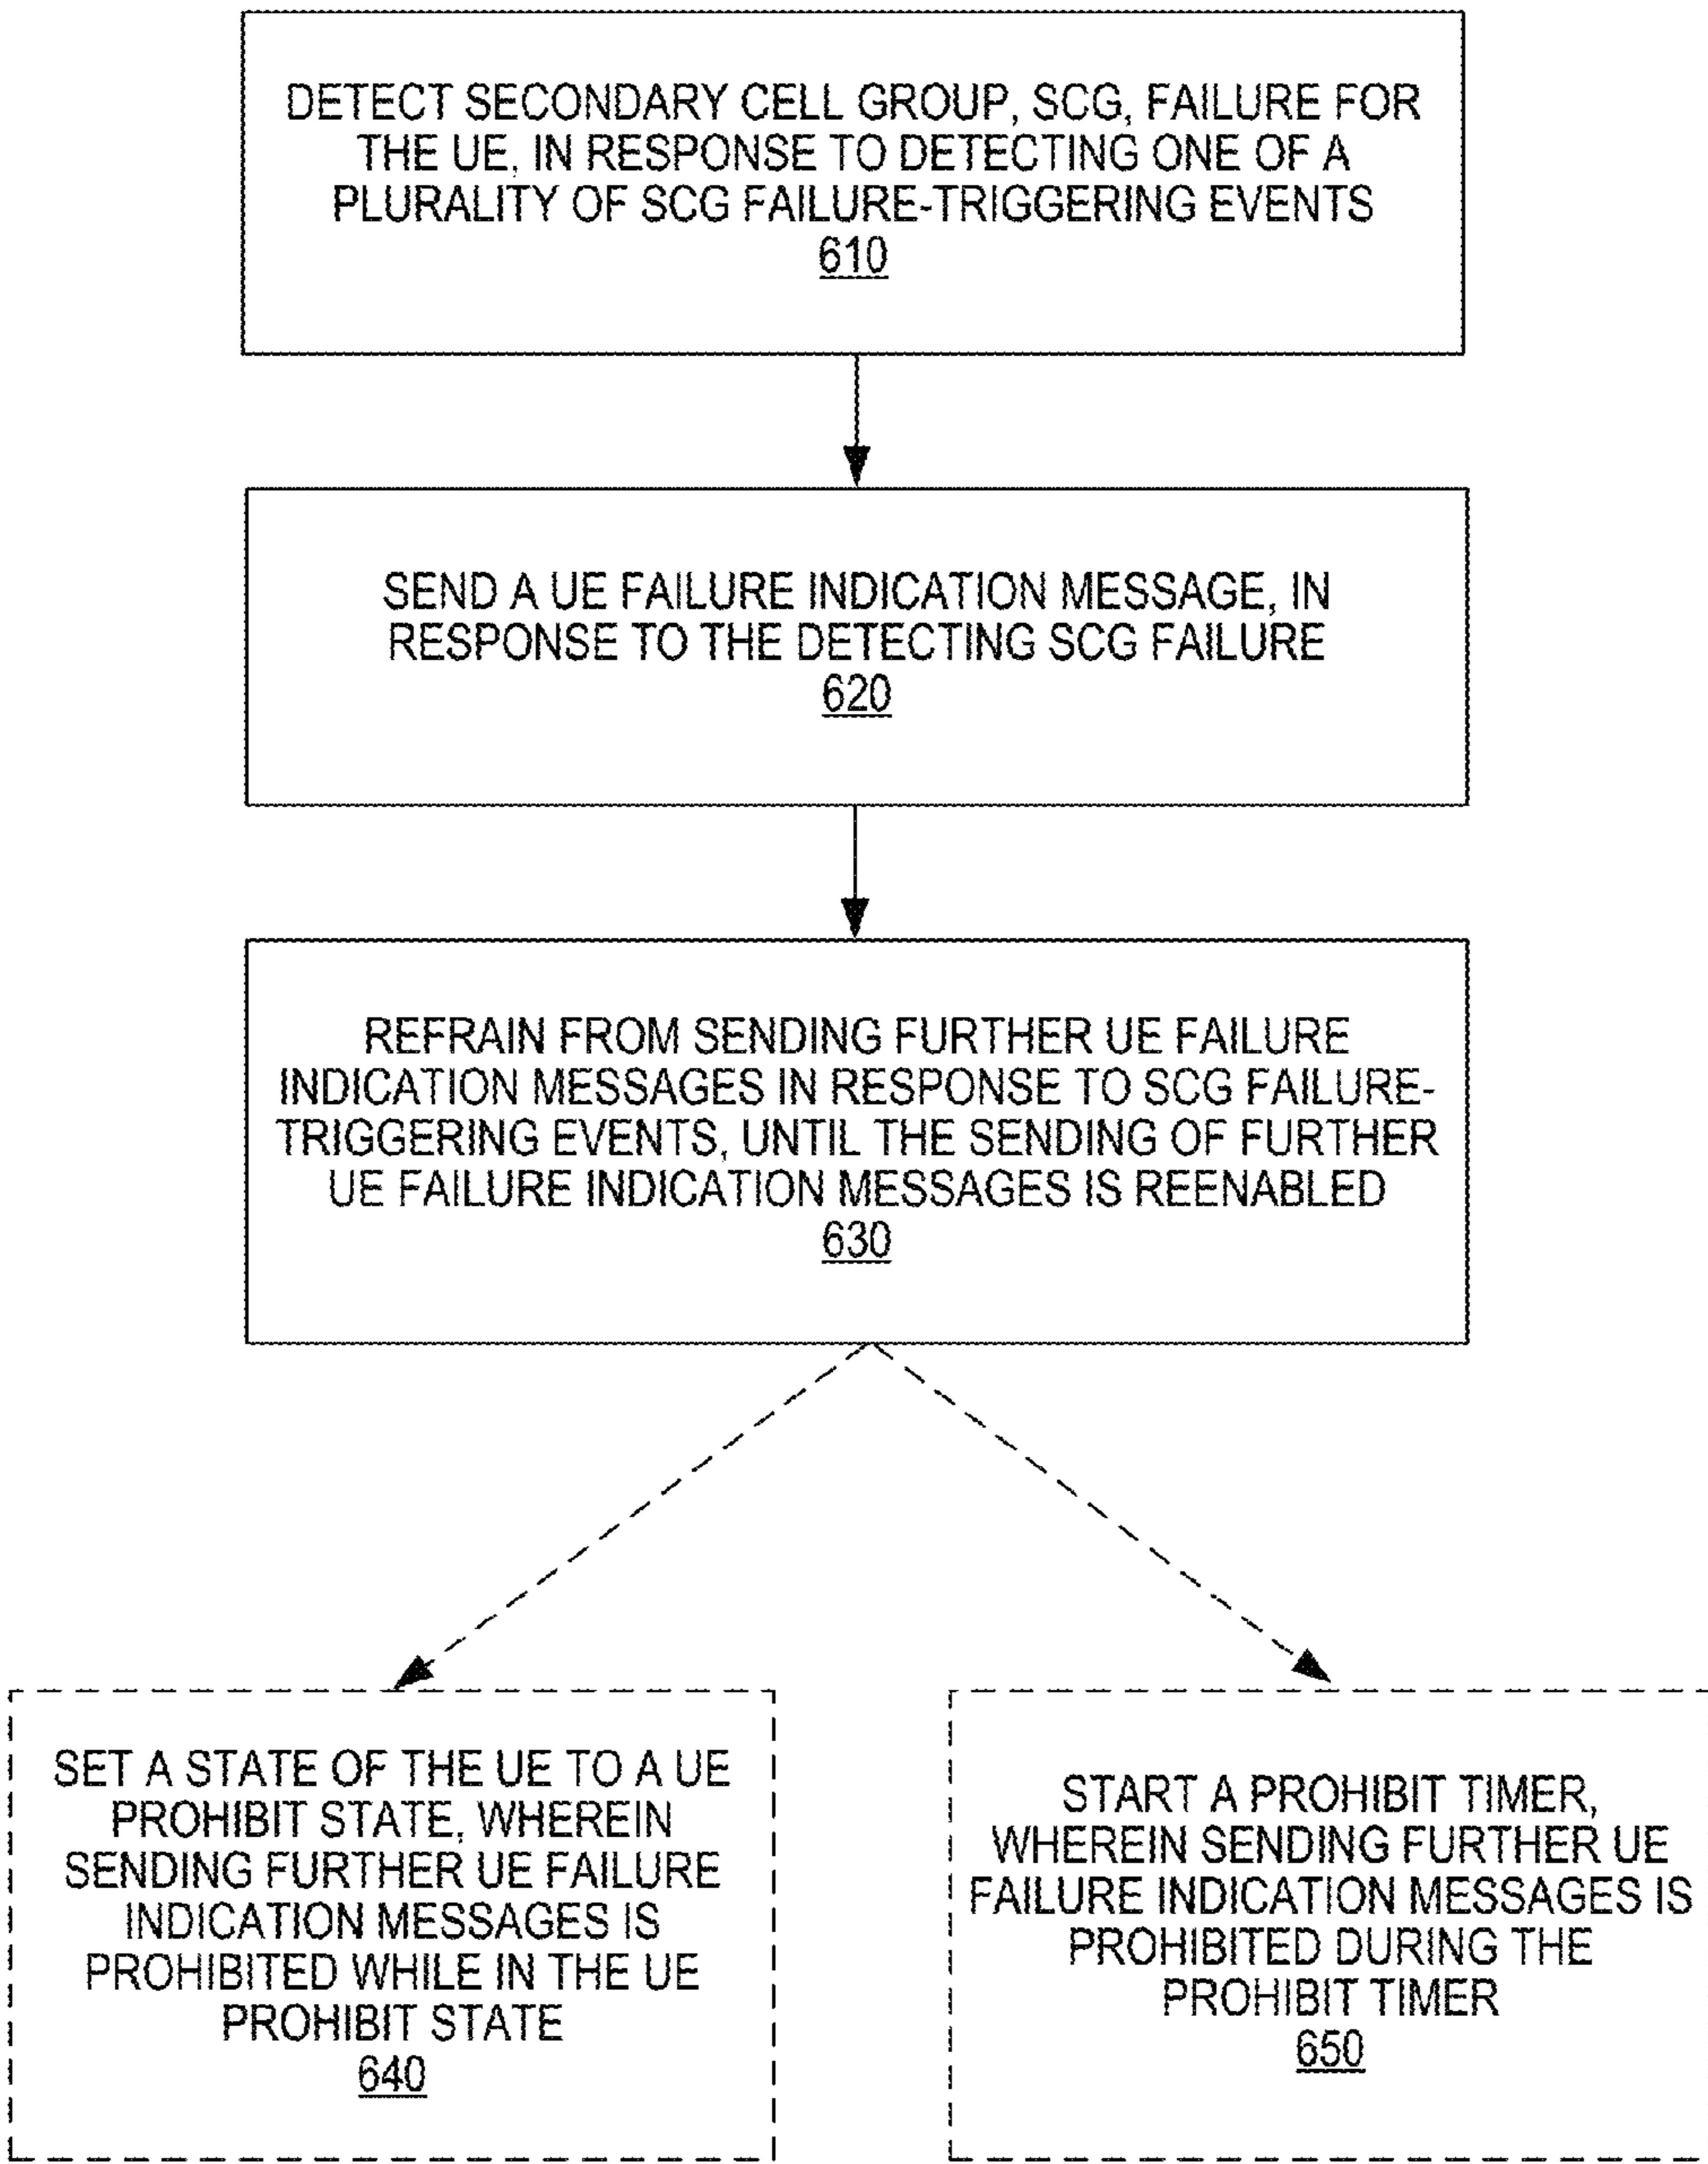 DETECT SECONDARY CELL GROUP, SCG, FAILURE FOR
THE UE, IN RESPONSE TO DETECTING ONE OF A
PLURALITY OF SCG FAILURE-TRIGGERING EVENTS
610
SEND A UE FAILURE INDICATION MESSAGE, IN
RESPONSE TO THE DETECTING SCG FAILURE
620
REFRAIN FROM SENDING FURTHER UE FAILURE
INDICATION MESSAGES IN RESPONSE TO SCG FAILURE-
TRIGGERING EVENTS, UNTIL THE SENDING OF FURTHER
UE FAILURE INDICATION MESSAGES IS REENABLED
630
SET A STATE OF THE UE TO A UE
PROHIBIT STATE, WHEREIN
SENDING FURTHER UE FAILURE
INDICATION MESSAGES IS
PROHIBITED WHILE IN THE UE
PROHIBIT STATE
640
START A PROHIBIT TIMER,
WHEREIN SENDING FURTHER UE
FAILURE INDICATION MESSAGES IS
PROHIBITED DURING THE
PROHIBIT TIMER
650